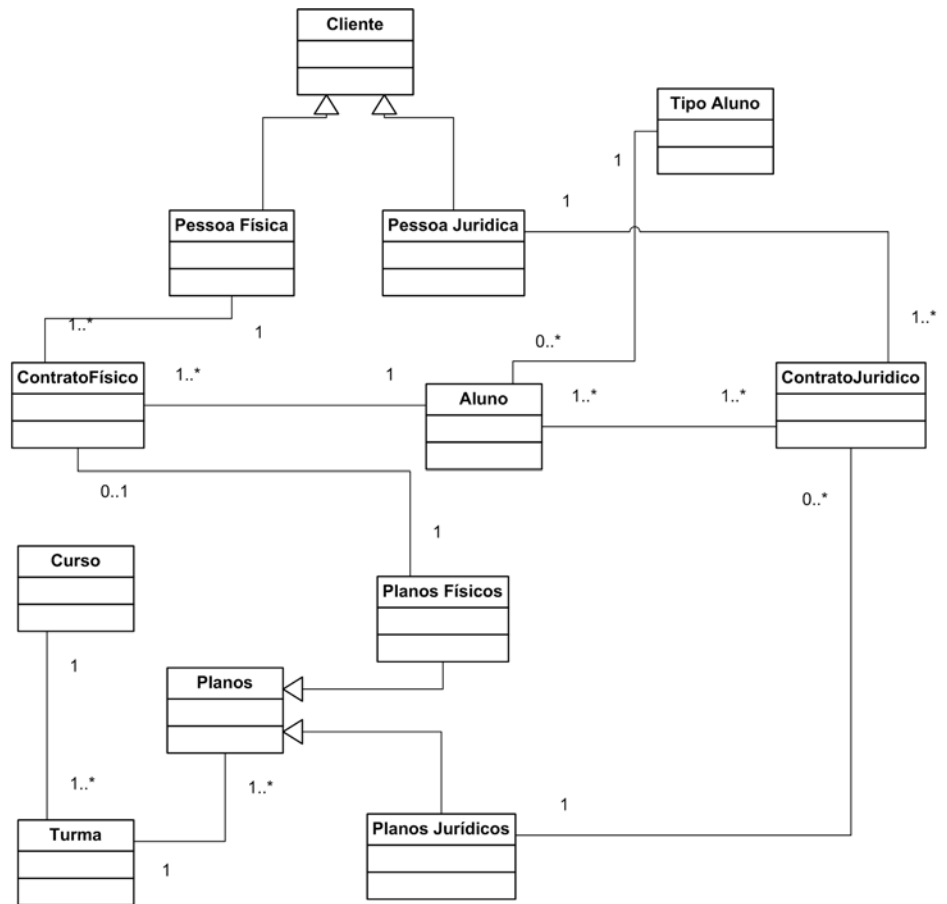 Cliente
Tipo Aluno
1
Pessoa Física
Pessoa Juridica
1
1..*
1
0..*
1..*
ContratoFísico
1..*
1
Aluno
1..*
1..*
ContratoJuridico
0..1
0..*
1
Curso
Planos Físicos
1
Planos
1..*
1..*
1
Turma
Planos Jurídicos
1